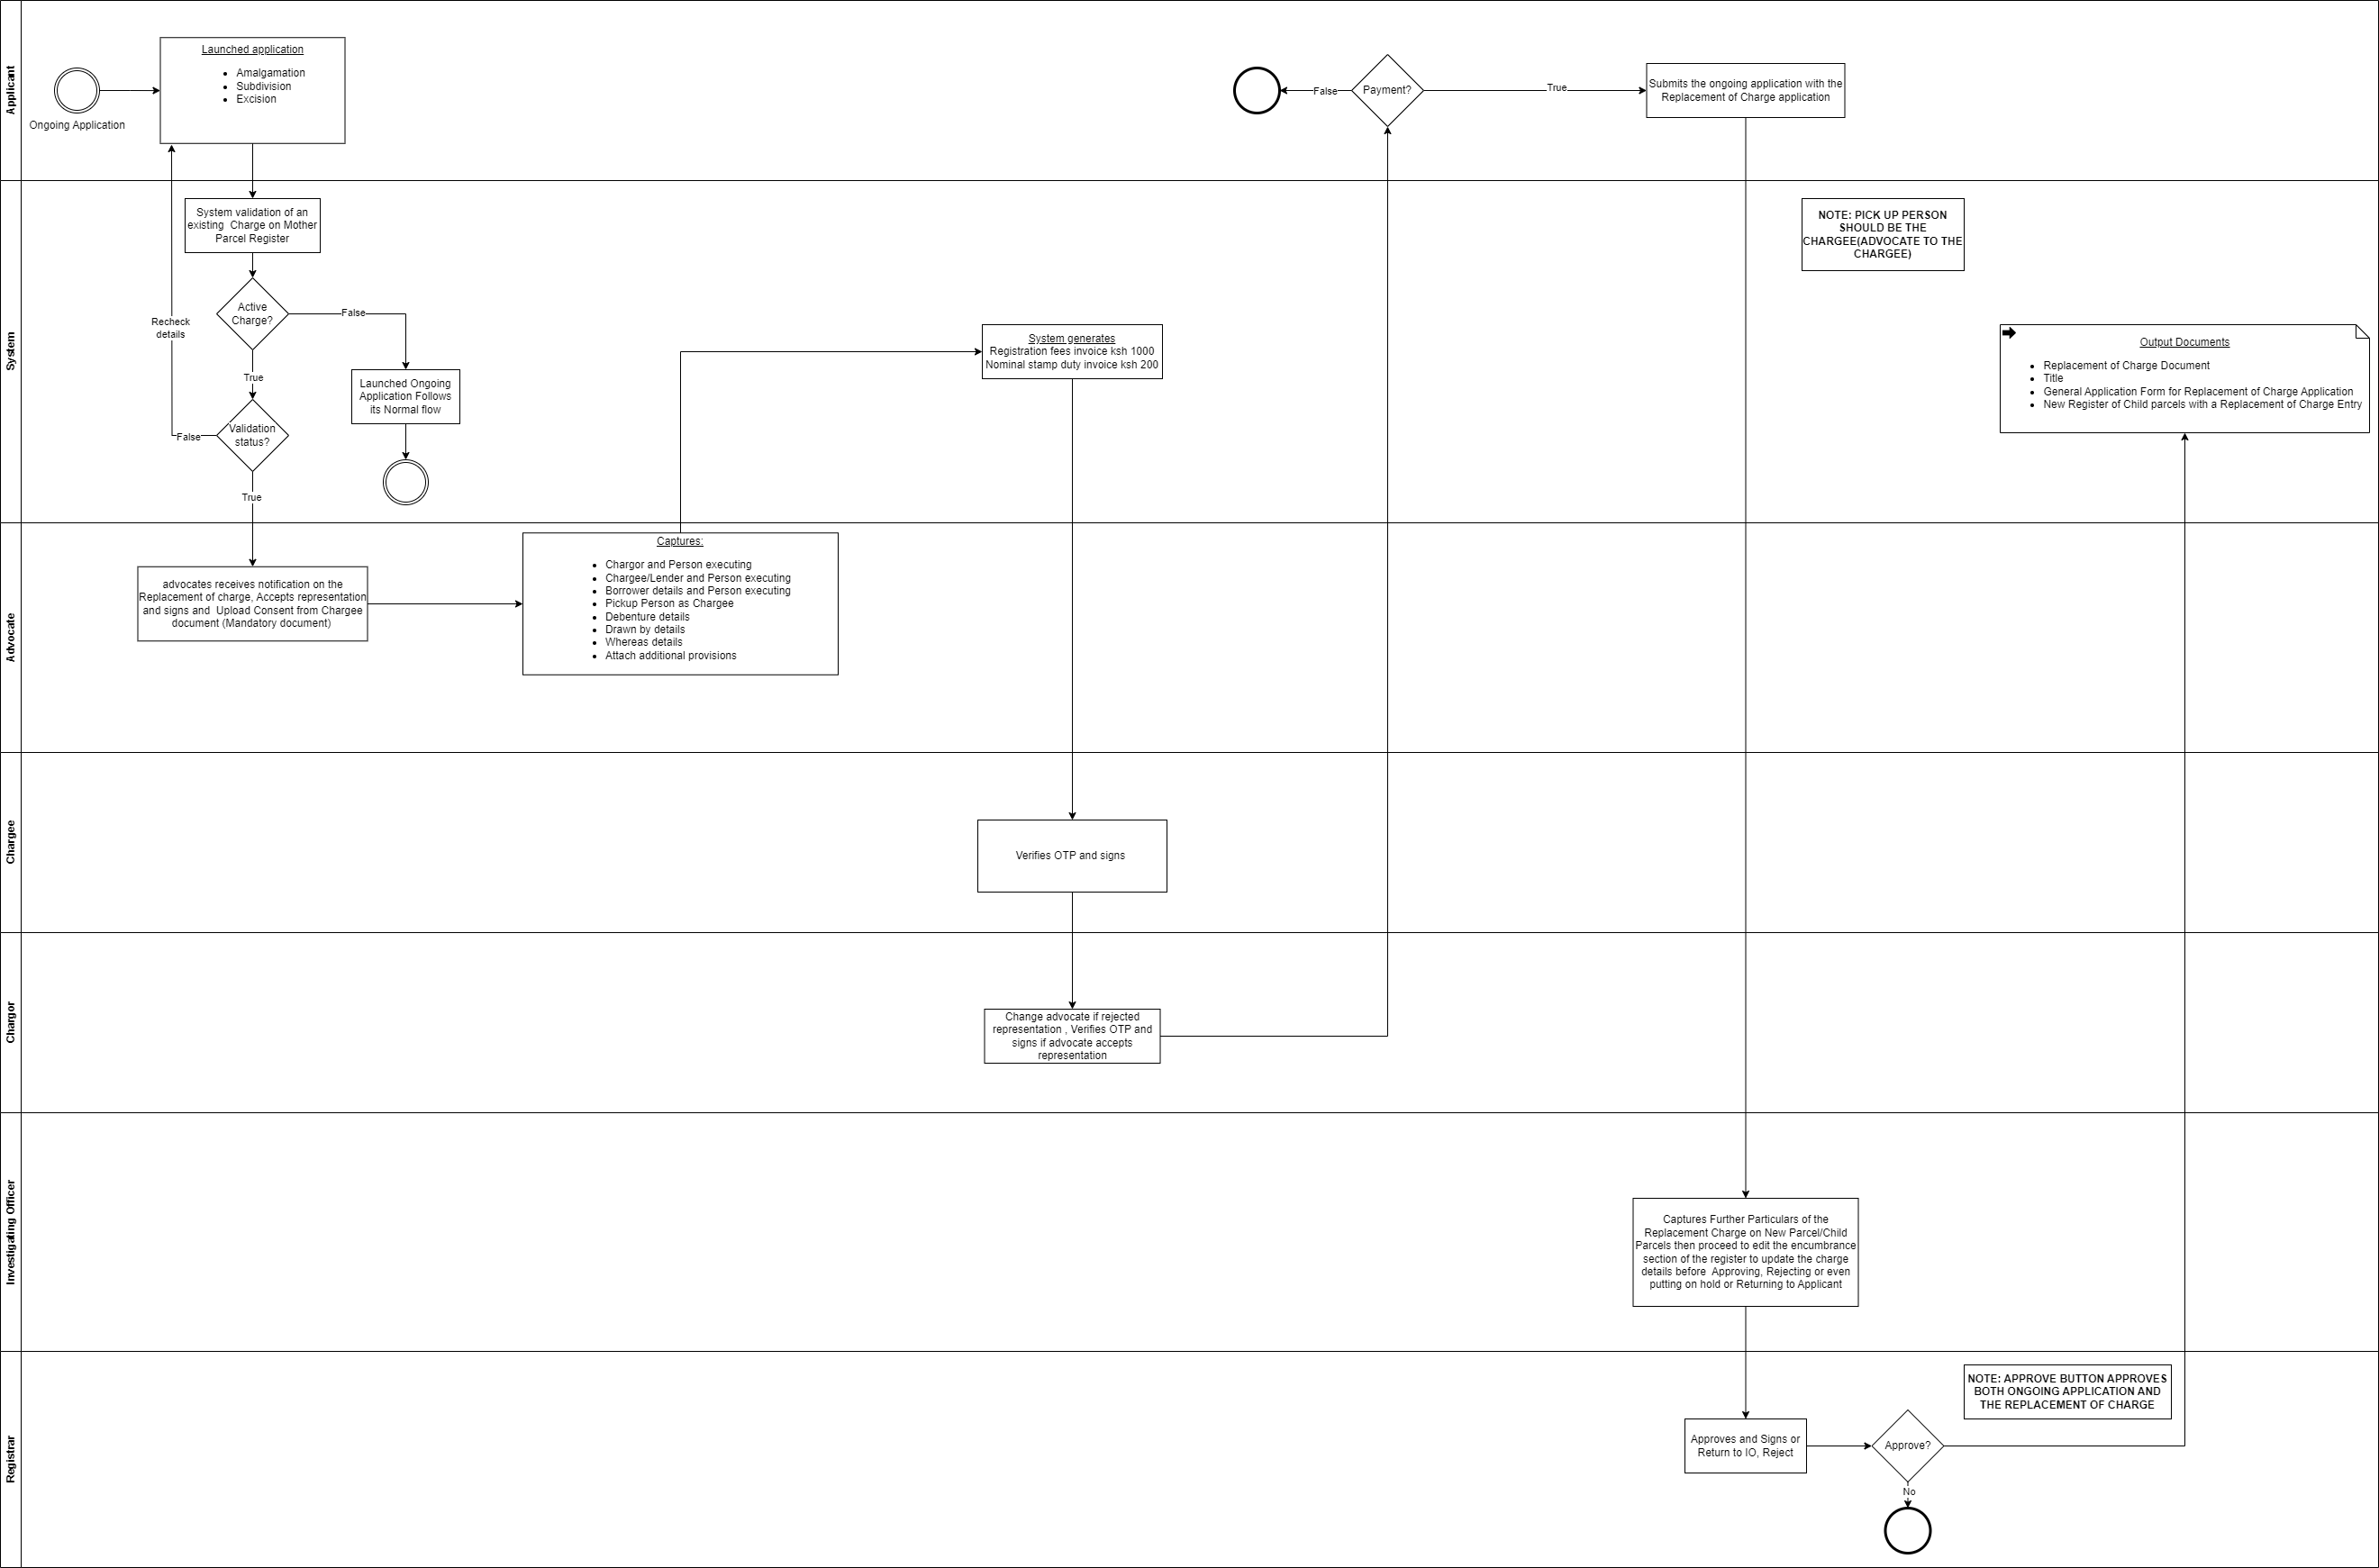 Applicant
Ongoing Application
Launched application
Amalgamation
Subdivision
Excision
False
Payment?
True
Submits the ongoing application with the
Replacement of Charge application
System
System validation of an
existing  Charge on Mother
Parcel Register
Active
Charge?
False
True
Recheck
details
Launched Ongoing
Application Follows
its Normal flow
Validation
status?
False
True
System generates
Registration fees invoice ksh 1000
Nominal stamp duty invoice ksh 200
NOTE: PICK UP PERSON
SHOULD BE THE
CHARGEE(ADVOCATE TO THE
CHARGEE)
Output Documents
Replacement of Charge Document
Title
General Application Form for Replacement of Charge Application
New Register of Child parcels with a Replacement of Charge Entry
Advocate
advocates receives notification on the
Replacement of charge, Accepts representation
and signs and  Upload Consent from Chargee
document (Mandatory document)
Captures:
Chargor and Person executing
Chargee/Lender and Person executing
Borrower details and Person executing
Pickup Person as Chargee
Debenture details
Drawn by details
Whereas details
Attach additional provisions
Chargee
Verifies OTP and signs
Chargor
Change advocate if rejected
representation , Verifies OTP and
signs if advocate accepts
representation
Investigating Officer
Captures Further Particulars of the
Replacement Charge on New Parcel/Child
Parcels then proceed to edit the encumbrance
section of the register to update the charge
details before  Approving, Rejecting or even
putting on hold or Returning to Applicant
Registrar
Approves and Signs or
Return to IO, Reject
Approve?
No
NOTE: APPROVE BUTTON APPROVES
BOTH ONGOING APPLICATION AND
THE REPLACEMENT OF CHARGE